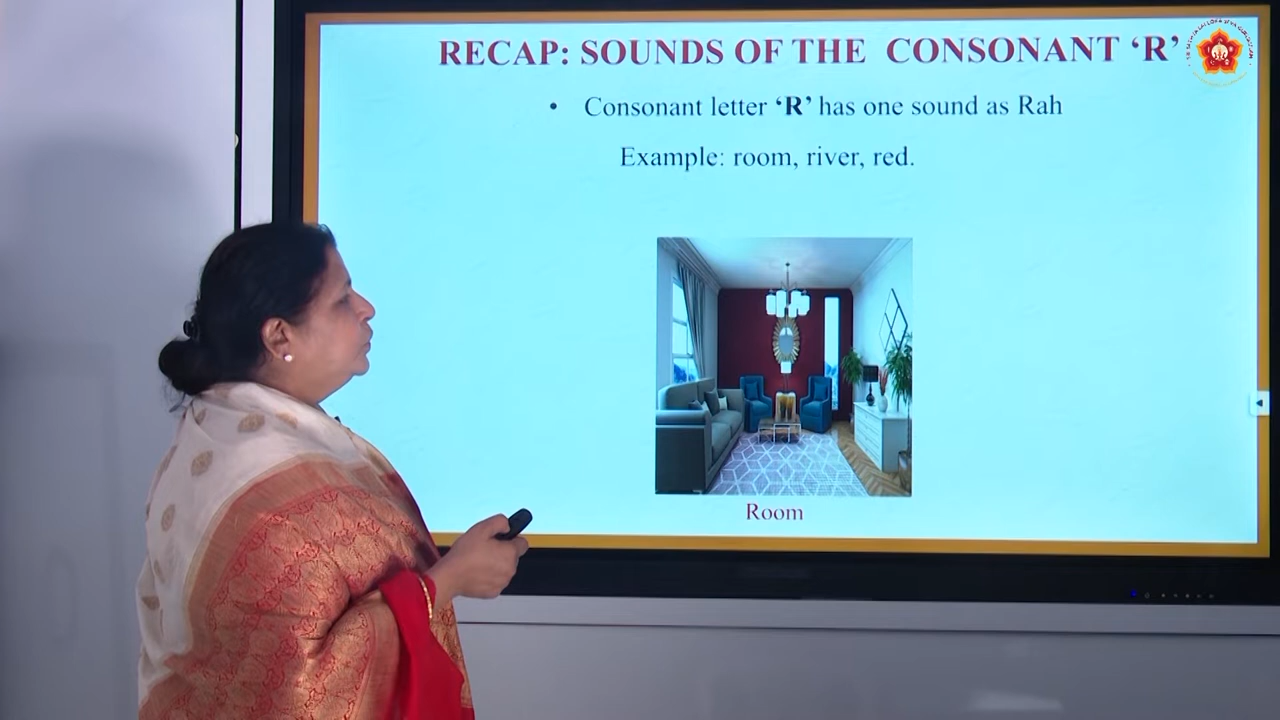 RECAP: SOUNDS OF THE CONSONANT ‘R’
• Consonant letter ‘R’ has one sound as Rah
Example: room, river, red.
Room